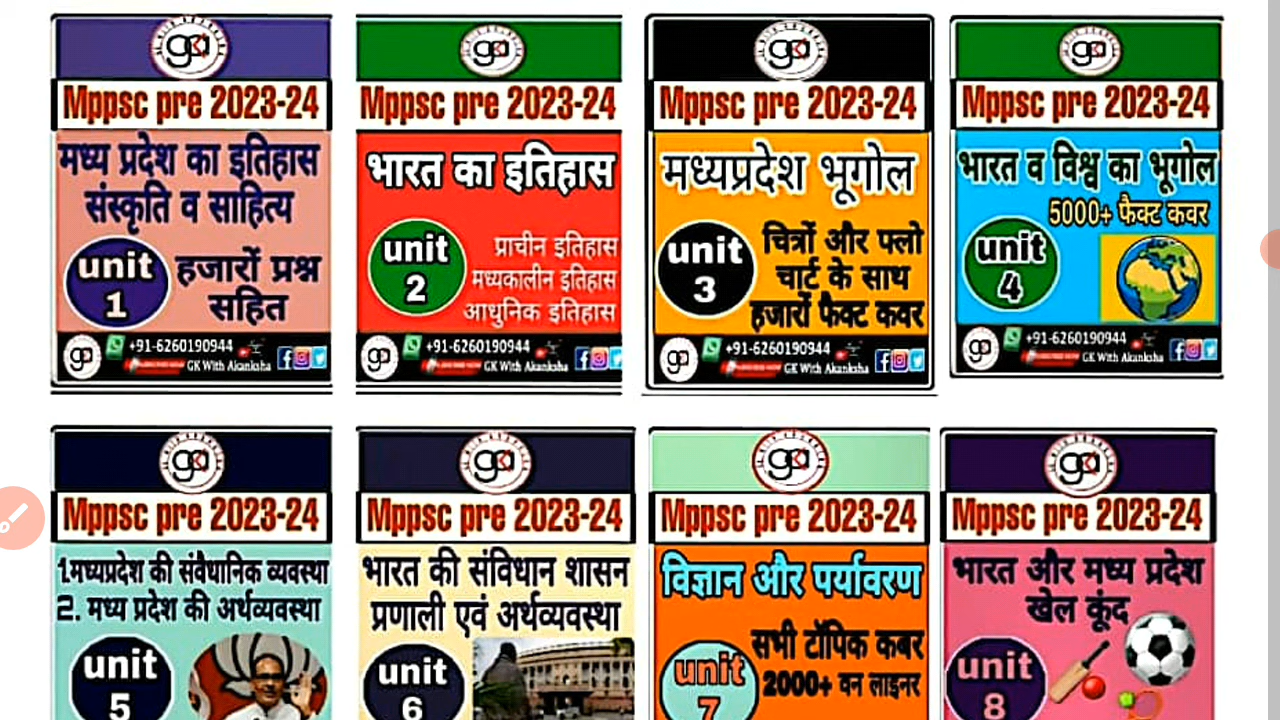 Mppsc pre 2023-24
मध्य प्रदेश का इतिहास
संस्कृति व साहित्य
unit
1
हजारों प्रश्न
सहित
+91-6260190944
GK With Akanksha
Mppsc pre 2023-24
भारत का इतिहास
unit
2
प्राचीन इतिहास
मध्यकालीन इतिहास
आधुनिक इतिहास
+91-6260190944
GK With Akanksha
Mppsc pre 2023-24
मध्यप्रदेश भूगोल
unit
3
चित्रों और फ्लो
चार्ट के साथ
हजारों फैक्ट कवर
+91-6260190944
GK With Akanksha
Mppsc pre 2023-24
भारत व विश्व का भूगोल
5000+ फैक्ट कवर
unit
4
+91-6260190944
GK With Akanksha
Mppsc pre 2023-24
1.मध्यप्रदेश की संवैधानिक व्यवस्था
2. मध्य प्रदेश की अर्थव्यवस्था
unit
5
Mppsc pre 2023-24
भारत की संविधान शासन
प्रणाली एवं अर्थव्यवस्था
unit
6
Mppsc pre 2023-24
विज्ञान और पर्यावरण
सभी टॉपिक कबर
2000+ वन लाइनर
unit
7
Mppsc pre 2023-24
भारत और मध्य प्रदेश
खेल कूंद
unit
8